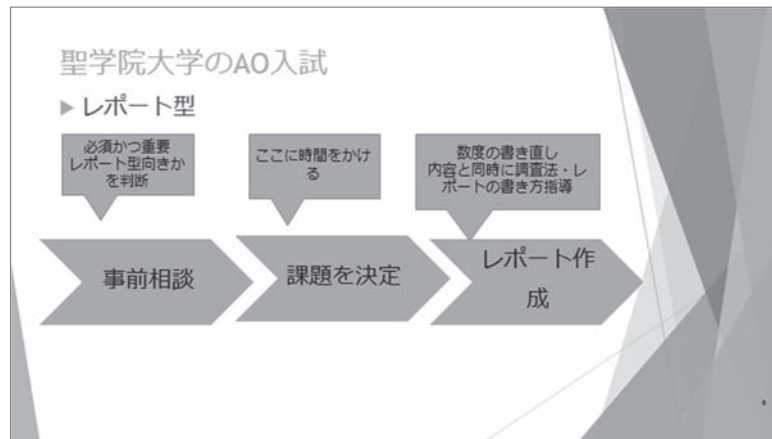 聖学院大学のAO入試
レポート型
必須かつ重要
レポート型向きか
を判断
ここに時間をかけ
る
数度の書き直し
内容と同時に調査法・レ
ポートの書き方指導
事前相談
課題を決定
レポート作
成